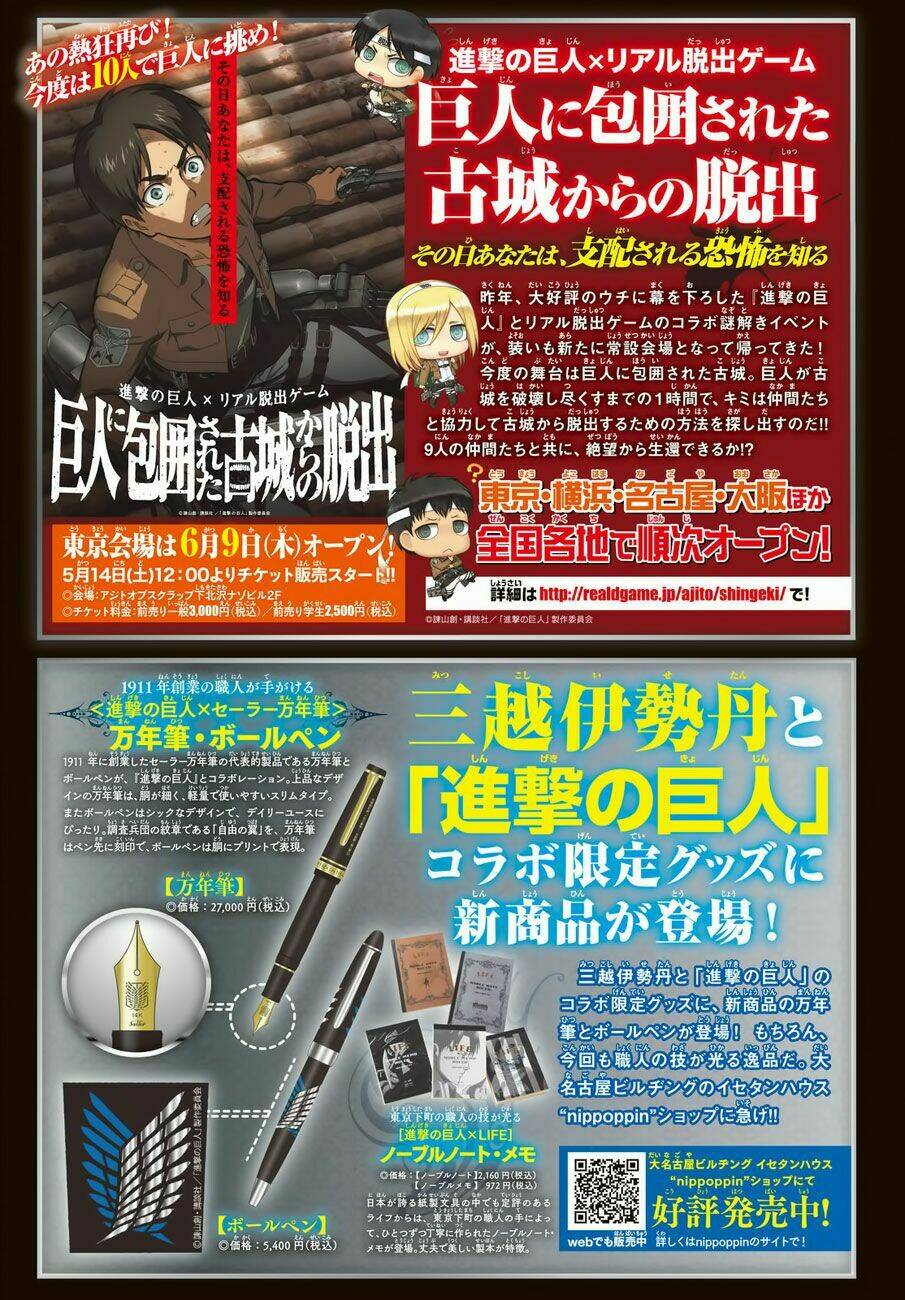 あの熱狂再び!
今度は10人で巨人に挑め!
その日あなたは、支配される恐怖を知る
進撃の巨人×リアル脱出ゲーム
巨人に包囲された古城からの脱出
©諫山創・講談社/「進撃の巨人」製作委員会
東京会場は6月9日(木)オープン!
5月14日(土)12:00よりチケット販売スタート!!
◎会場:アジトオブスクラップ下北沢ナゾビル2F
◎チケット料金:前売り一般3,000円(税込)/前売り学生2,500円(税込)
進撃の巨人×リアル脱出ゲーム
巨人に包囲された
古城からの脱出
その日あなたは、支配される恐怖を知る
昨年、大好評のウチに幕を下ろした『進撃の巨
人』とリアル脱出ゲームのコラボ謎解きイベント
が、装いも新たに常設会場となって帰ってきた!
今度の舞台は巨人に包囲された古城。巨人が古
城を破壊し尽くすまでの1時間で、キミは仲間たち
と協力して古城から脱出するための方法を探し出すのだ!!
9人の仲間たちと共に、絶望から生還できるか!?
?
東京・横浜・名古屋・大阪ほか
全国各地で順次オープン!
詳細は http://realdgame.jp/ajito/shingeki/ で!
©諫山創・講談社/「進撃の巨人」製作委員会
1911年創業の職人が手がける
<進撃の巨人×セーラー万年筆>
万年筆・ボールペン
1911年に創業したセーラー万年筆の代表的製品である万年筆と
ボールペンが、『進撃の巨人』とコラボレーション。上品なデザ
インの万年筆は、胴が細く、軽量で使いやすいスリムタイプ。
またボールペンはシックなデザインで、デイリーユースに
ぴったり。調査兵団の紋章である「自由の翼」を、万年筆
はペン先に刻印で、ボールペンは胴にプリントで表現。
【万年筆】
◎価格:27,000円(税込)
14K
Sailor
©諫山創・講談社/「進撃の巨人」製作委員会
【ボールペン】
◎価格:5,400円(税込)
三越伊勢丹と
「進撃の巨人」
コラボ限定グッズに
新商品が登場!
三越伊勢丹と「進撃の巨人」の
コラボ限定グッズに、新商品の万年
筆とボールペンが登場! もちろん、
今回も職人の技が光る逸品だ。大
名古屋ビルヂングのイセタンハウス
“nippoppin”ショップに急げ!!
LIFE
LIFE
東京下町の職人の技が光る
[進撃の巨人×LIFE]
ノーブルノート・メモ
◎価格:【ノーブルノート】2,160円(税込)
【ノーブルメモ】972円(税込)
日本が誇る紙製文具の中でも定評のある
ライフからは、東京下町の職人の手によっ
て、ひとつずつ丁寧に作られたノーブルノート・
メモが登場。丈夫で美しい製本が特徴。
webでも販売中
大名古屋ビルヂング イセタンハウス
“nippoppin”ショップにて
好評発売中!
詳しくはnippoppinのサイトで!